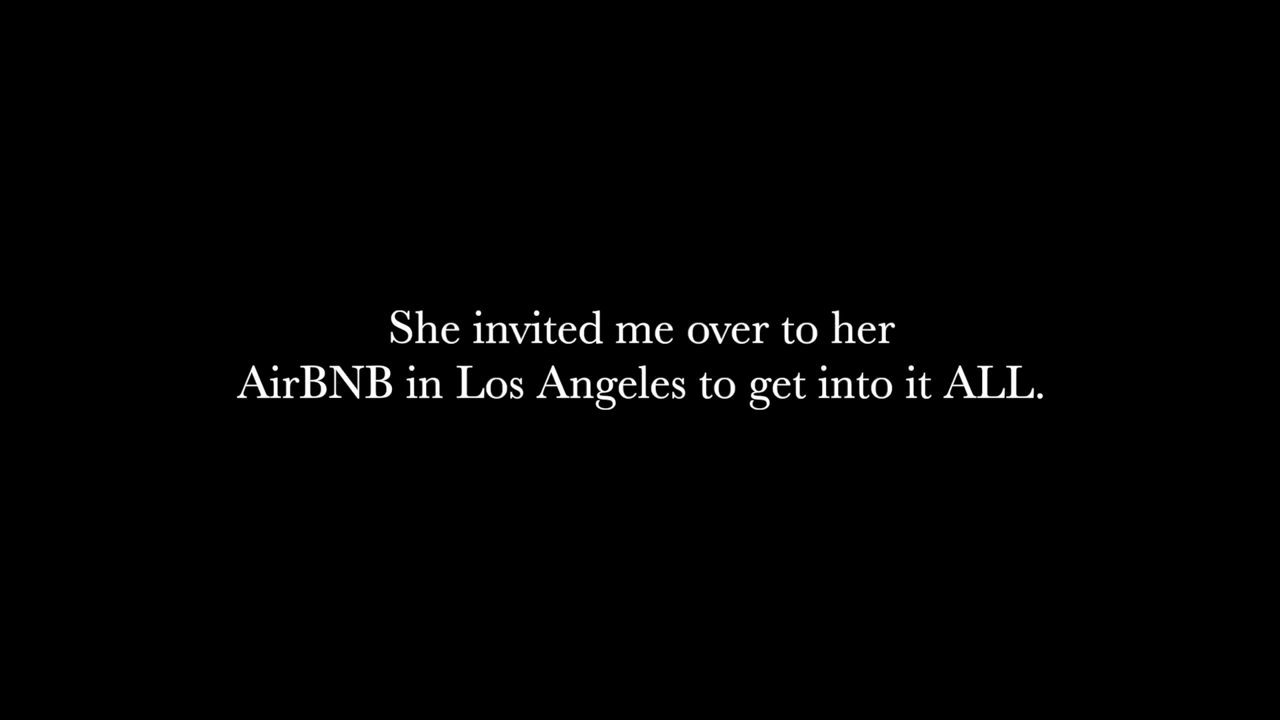 She invited me over to her
AirBNB in Los Angeles to get into it ALL.